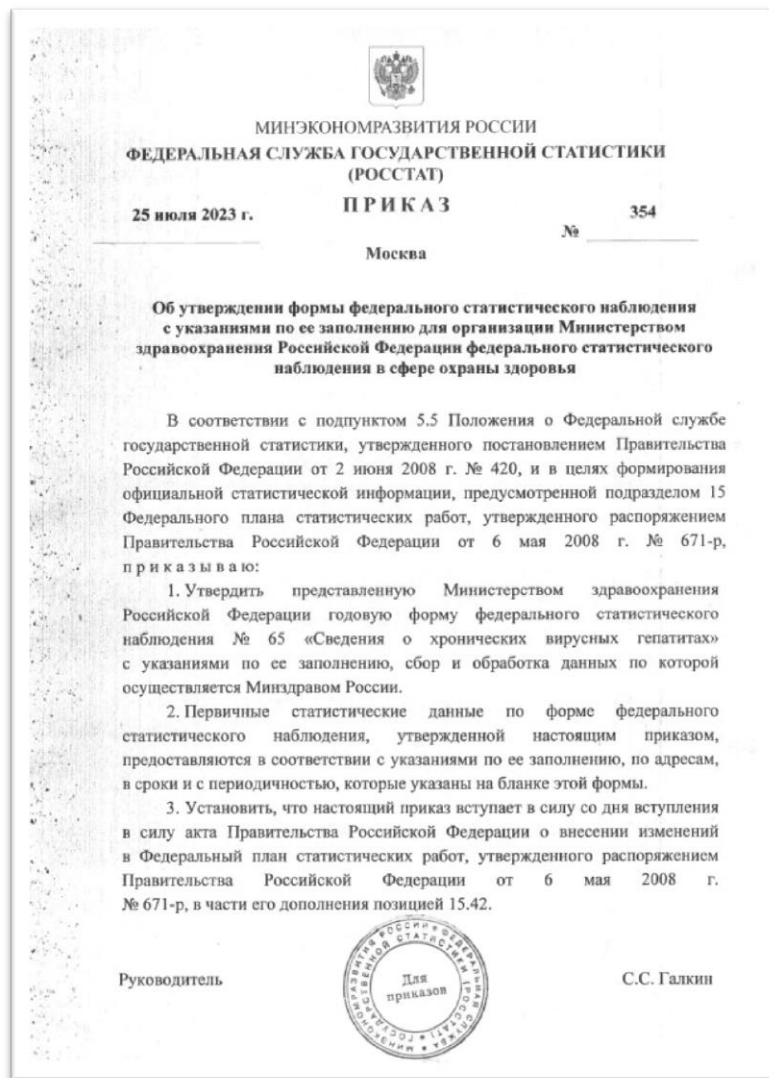 МИНЭКОНОМРАЗВИТИЯ РОССИИ
ФЕДЕРАЛЬНАЯ СЛУЖБА ГОСУДАРСТВЕННОЙ СТАТИСТИКИ
(РОССТАТ)
ПРИКАЗ
25 июля 2023 г.
№ 354
Москва
Об утверждении формы федерального статистического наблюдения
с указаниями по ее заполнению для организации Министерством
здравоохранения Российской Федерации федерального статистического
наблюдения в сфере охраны здоровья
В соответствии с подпунктом 5.5 Положения о Федеральной службе
государственной статистики, утвержденного постановлением Правительства
Российской Федерации от 2 июня 2008 г. № 420, и в целях формирования
официальной статистической информации, предусмотренной подразделом 15
Федерального плана статистических работ, утвержденного распоряжением
Правительства Российской Федерации от 6 мая 2008 г. № 671-р,
приказываю:
1. Утвердить представленную Министерством здравоохранения
Российской Федерации годовую форму федерального статистического
наблюдения № 65 «Сведения о хронических вирусных гепатитах»
с указаниями по ее заполнению, сбор и обработка данных по которой
осуществляется Минздравом России.
2. Первичные статистические данные по форме федерального
статистического наблюдения, утвержденной настоящим приказом,
предоставляются в соответствии с указаниями по ее заполнению, по адресам,
в сроки и с периодичностью, которые указаны на бланке этой формы.
3. Установить, что настоящий приказ вступает в силу со дня вступления
в силу акта Правительства Российской Федерации о внесении изменений
в Федеральный план статистических работ, утвержденного распоряжением
Правительства Российской Федерации от 6 мая 2008 г.
№ 671-р, в части его дополнения позицией 15.42.
Руководитель
С.С. Галкин
МИНЭКОНОМРАЗВИТИЯ РОССИИ • ФЕДЕРАЛЬНАЯ СЛУЖБА
ГОСУДАРСТВЕННОЙ СТАТИСТИКИ (РОССТАТ)
Для
приказов